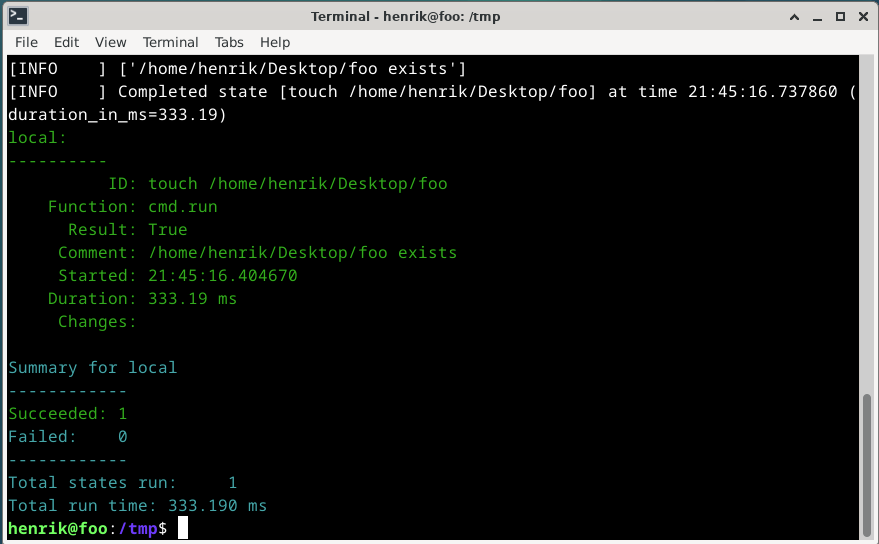 Terminal - henrik@foo: /tmp
File Edit View Terminal Tabs Help
[INFO    ] ['/home/henrik/Desktop/foo exists']
[INFO    ] Completed state [touch /home/henrik/Desktop/foo] at time 21:45:16.737860 (
duration_in_ms=333.19)
local:
----------
          ID: touch /home/henrik/Desktop/foo
    Function: cmd.run
      Result: True
     Comment: /home/henrik/Desktop/foo exists
     Started: 21:45:16.404670
    Duration: 333.19 ms
     Changes:
Summary for local
------------
Succeeded: 1
Failed:    0
------------
Total states run:     1
Total run time: 333.190 ms
henrik@foo:/tmp$